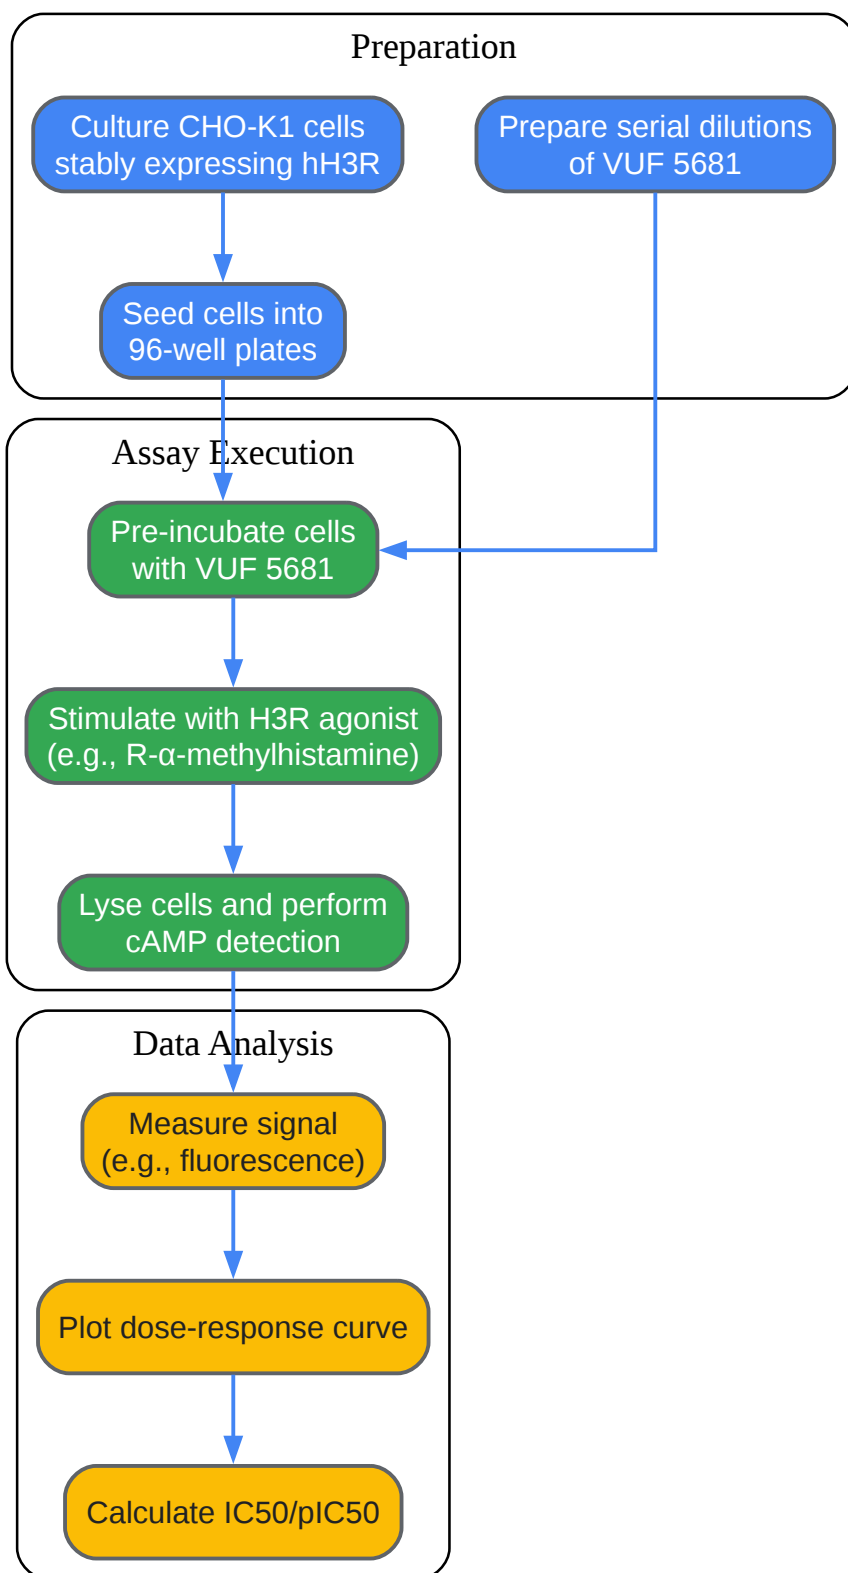 Preparation
Culture CHO-K1 cells
stably expressing hH3R
Prepare serial dilutions
of VUF 5681
Seed cells into
96-well plates
Assay Execution
Pre-incubate cells
with VUF 5681
Stimulate with H3R agonist
(e.g., R-α-methylhistamine)
Lyse cells and perform
cAMP detection
Data Analysis
Measure signal
(e.g., fluorescence)
Plot dose-response curve
Calculate IC50/pIC50